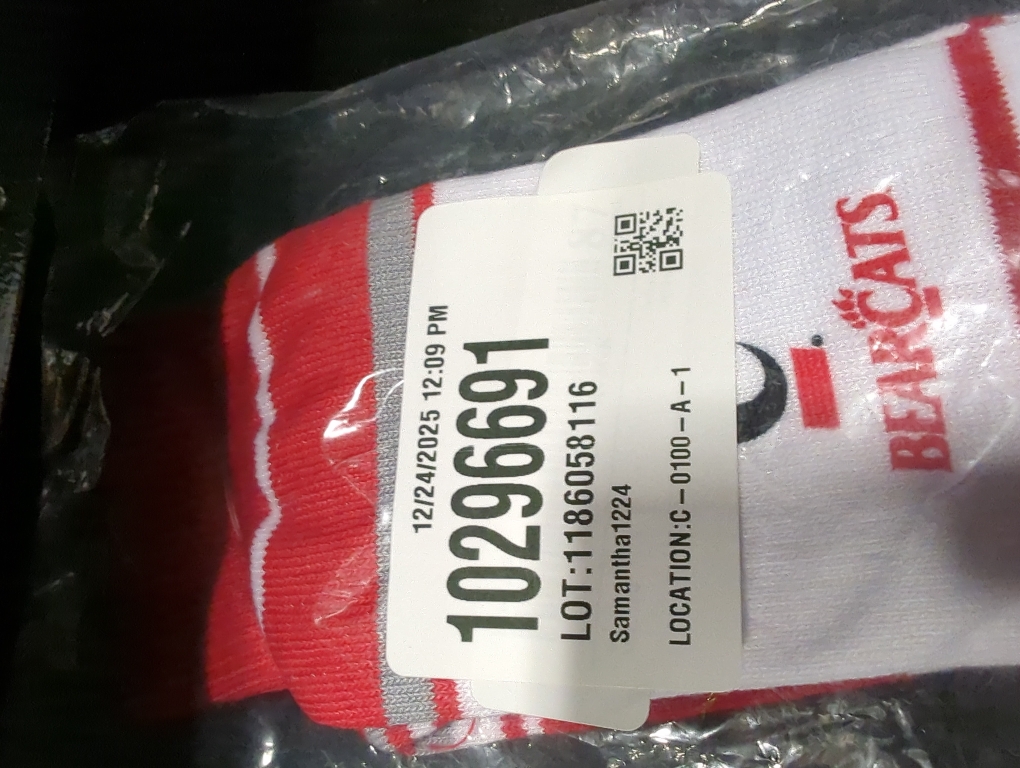 12/24/2025 12:09 PM
10296691
LOT:1186058116
Samantha1224
LOCATION:C-0100-A-1
BEARCATS